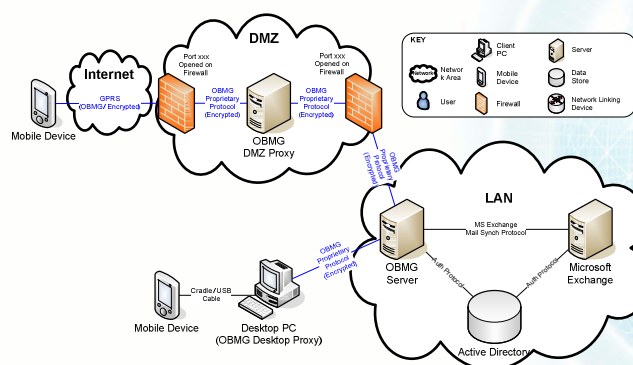 DMZ
KEY
Port xxx
Opened on
Firewall
Port xxx
Opened on
Firewall
Client
PC
Server
Internet
Network
Networ
k Area
Mobile
Device
Data
Store
User
Firewall
Network Linking
Device
GPRS
(OBMG/ Encrypted)
OBMG
Proprietary
Protocol
(Encrypted)
OBMG
Proprietary
Protocol
(Encrypted)
Mobile Device
OBMG
DMZ Proxy
OBMG
Proprietary
Protocol
(Encrypted)
LAN
MS Exchange
Mail Synch Protocol
OBMG
Server
Microsoft
Exchange
OBMG
Proprietary
Protocol
(Encrypted)
Auth Protocol
Auth Protocol
Cradle/USB
Cable
Mobile Device
Desktop PC
(OBMG Desktop Proxy)
Active Directory